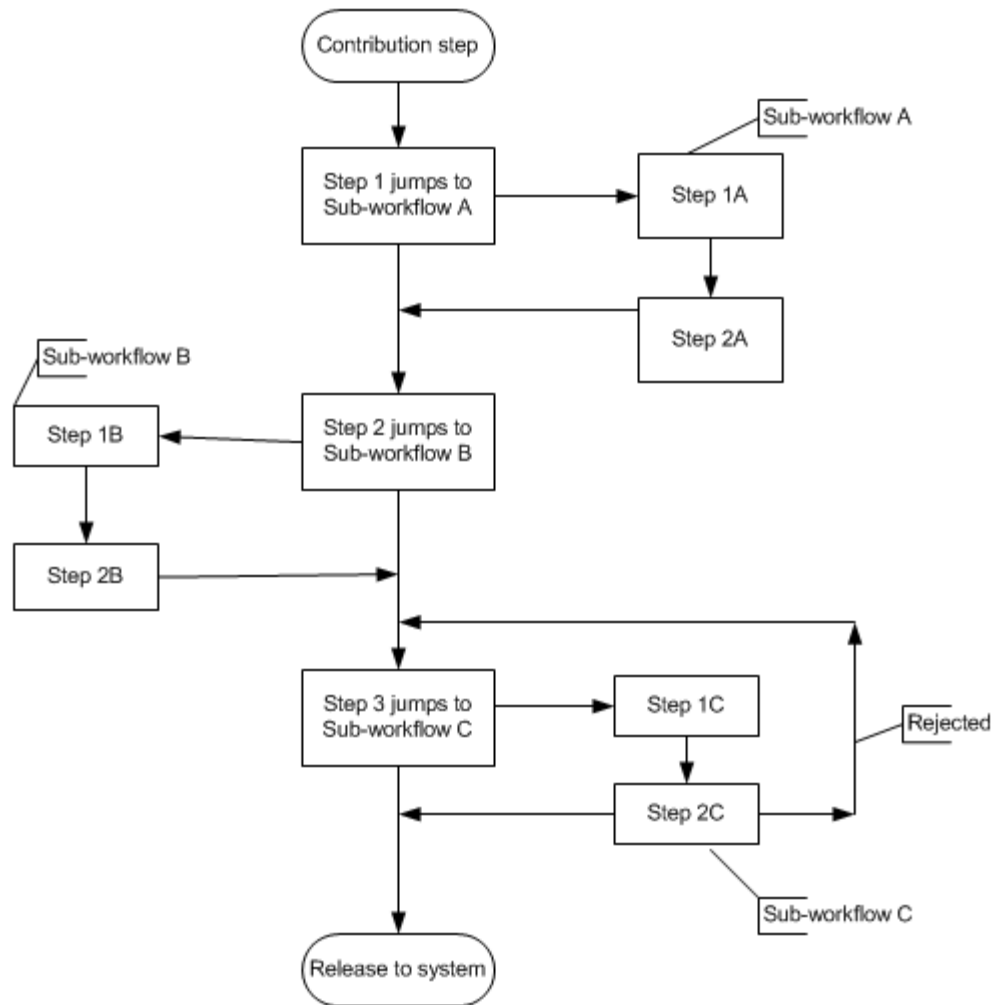 Contribution step
Sub-workflow A
Step 1 jumps to
Sub-workflow A
Step 1A
Step 2A
Sub-workflow B
Step 1B
Step 2 jumps to
Sub-workflow B
Step 2B
Step 3 jumps to
Sub-workflow C
Step 1C
Rejected
Step 2C
Sub-workflow C
Release to system